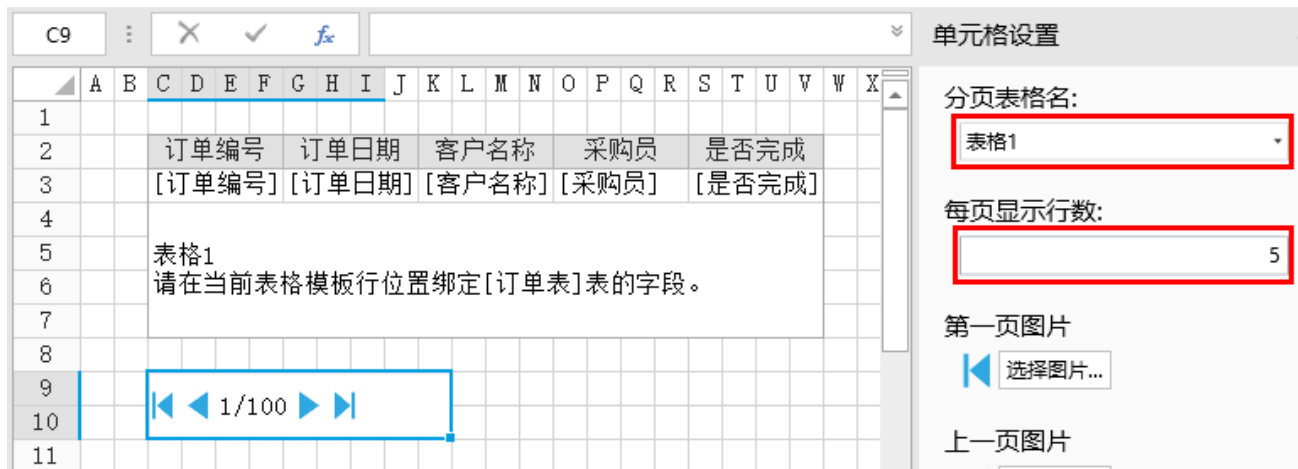 C9 fx
单元格设置
A B C D E F G H I J K L M N O P Q R S T U V W X
分页表格名:
表格1
1
2 订单编号 订单日期 客户名称 采购员 是否完成
3 [订单编号] [订单日期] [客户名称] [采购员] [是否完成]
每页显示行数:
5
4
5 表格1
6 请在当前表格模板行位置绑定[订单表]表的字段。
7
第一页图片
选择图片...
8
9
1/100
10
上一页图片
11